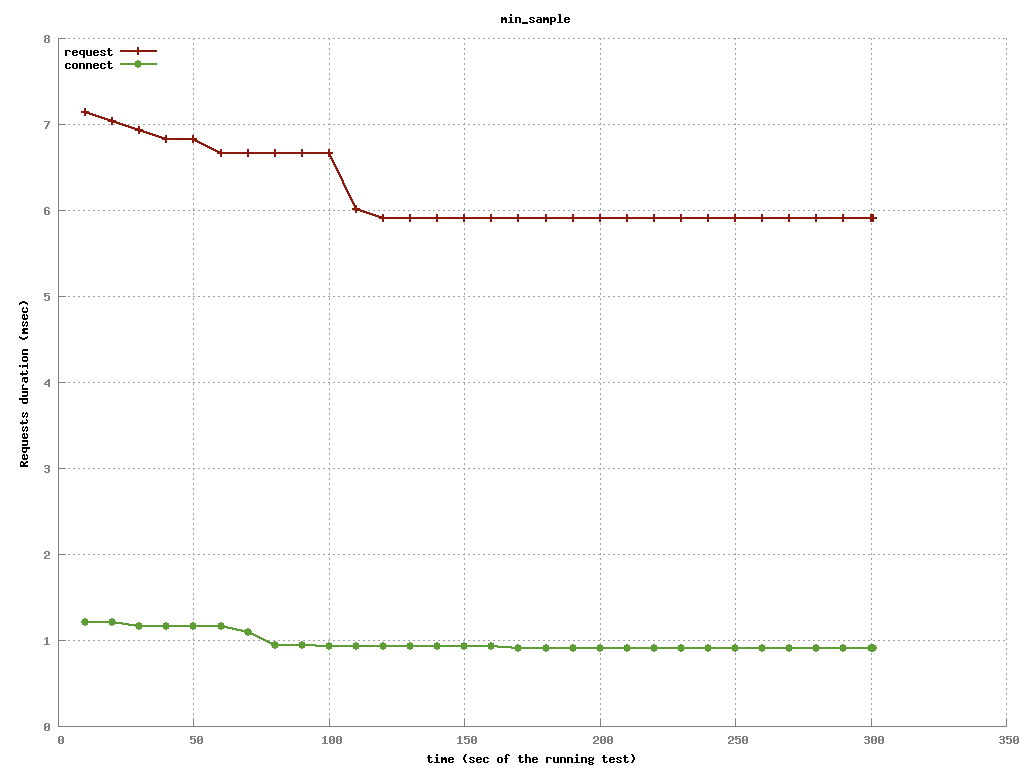 min_sample
request
connect
8
7
6
5
4
3
2
1
0
Requests duration (msec)
0 50 100 150 200 250 300 350
time (sec of the running test)